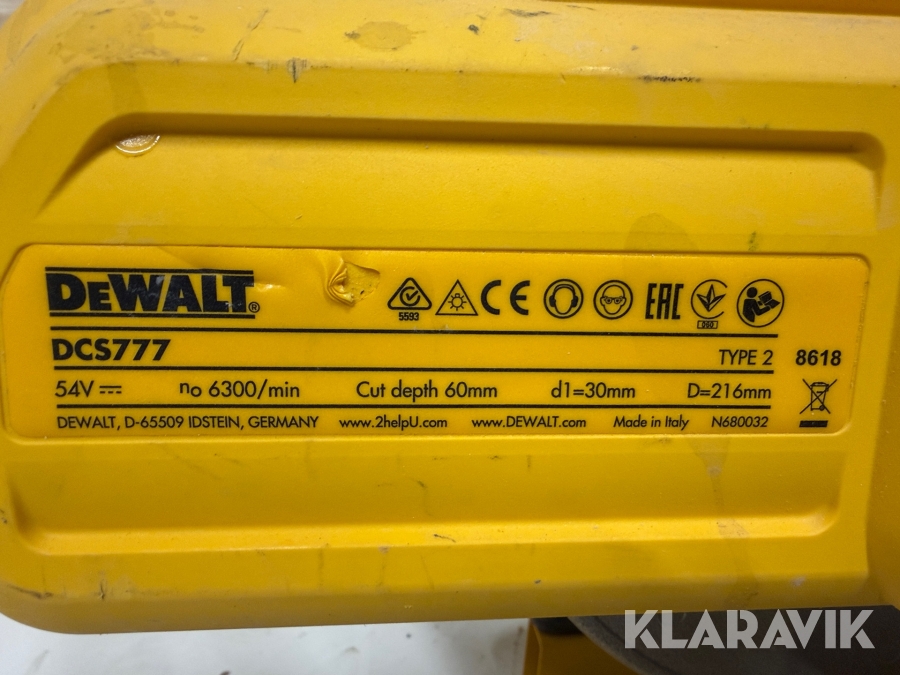 DEWALT®
5593
CE
EAC
090
DCS777
TYPE 2
8618
54V
no 6300/min
Cut depth 60mm
d1=30mm
D=216mm
DEWALT, D-65509 IDSTEIN, GERMANY
www.2helpU.com
www.DEWALT.com
Made in Italy
N680032
KLARAVIK